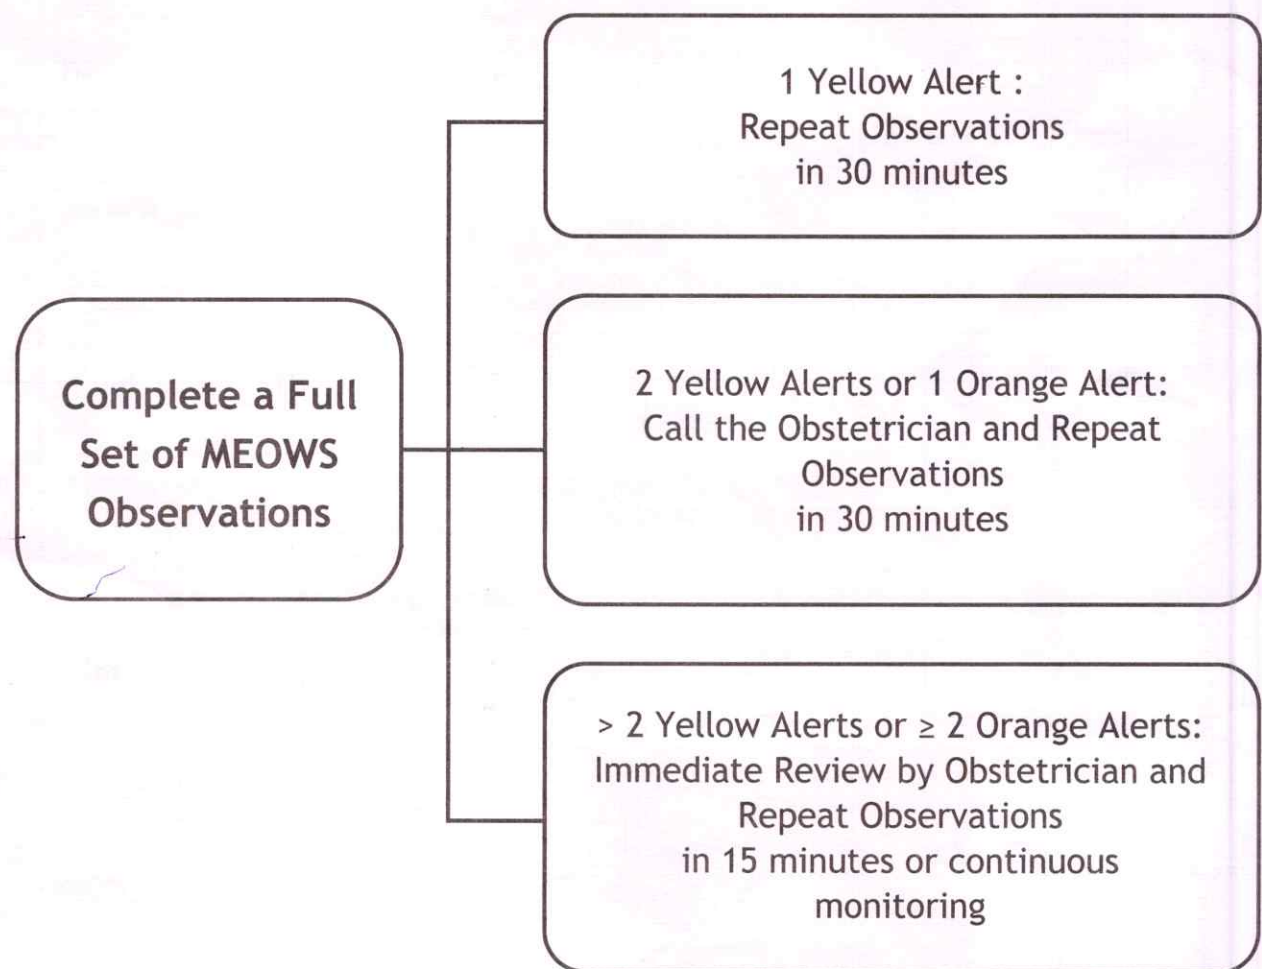 1 Yellow Alert :
Repeat Observations
in 30 minutes
Complete a Full
Set of MEOWS
Observations
2 Yellow Alerts or 1 Orange Alert:
Call the Obstetrician and Repeat
Observations
in 30 minutes
> 2 Yellow Alerts or ≥ 2 Orange Alerts:
Immediate Review by Obstetrician and
Repeat Observations
in 15 minutes or continuous
monitoring